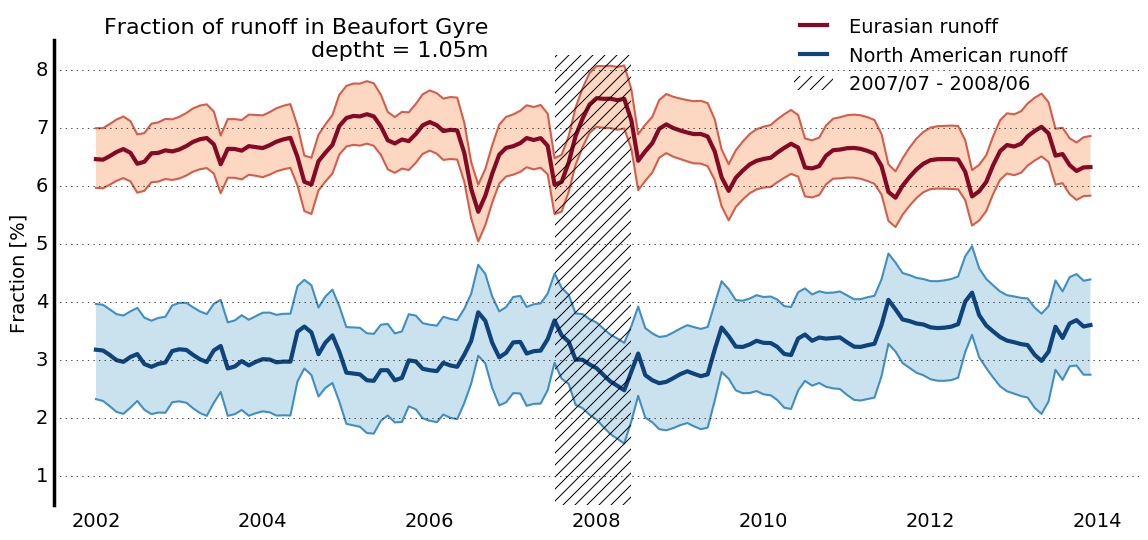 Fraction of runoff in Beaufort Gyre
deptht = 1.05m
Eurasian runoff
North American runoff
2007/07 - 2008/06
Fraction [%]
8
7
6
5
4
3
2
1
2002 2004 2006 2008 2010 2012 2014